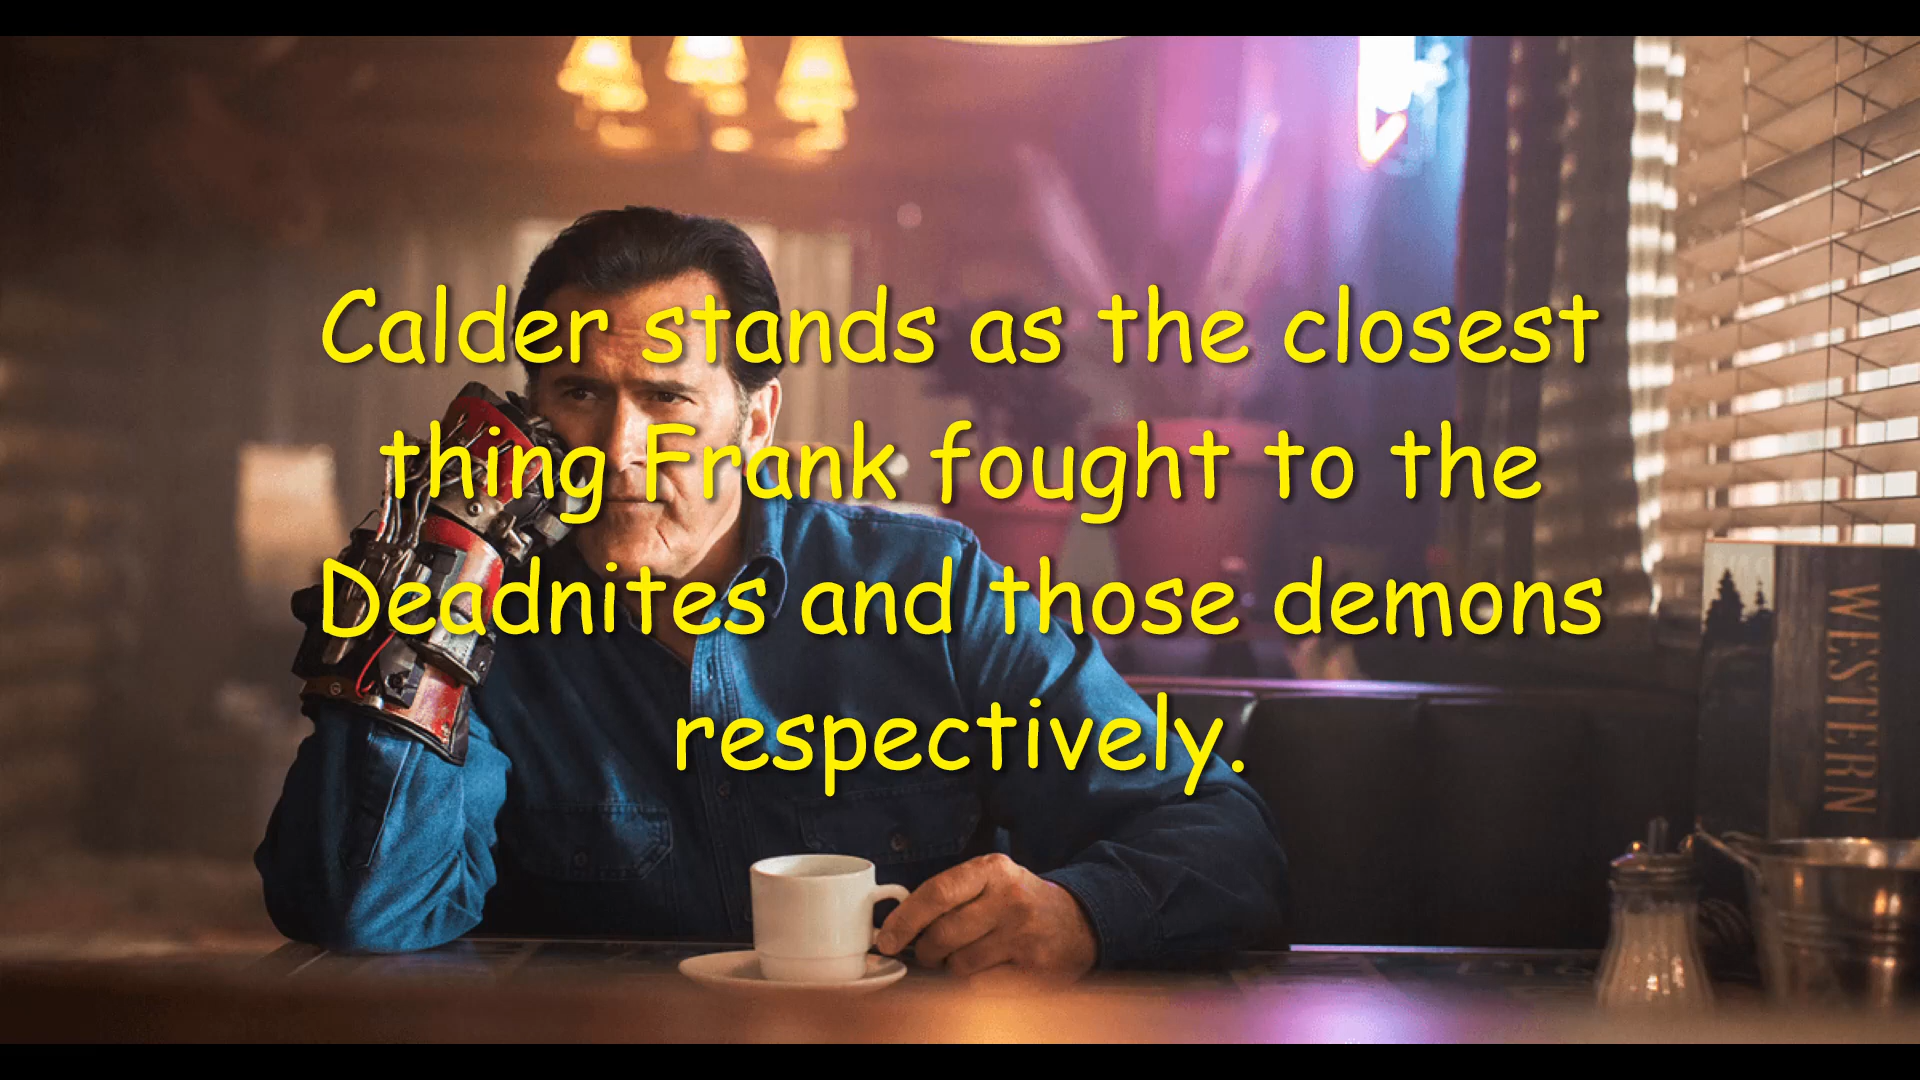 Calder stands as the closest
thing Frank fought to the
Deadnites and those demons
respectively.
WESTERN